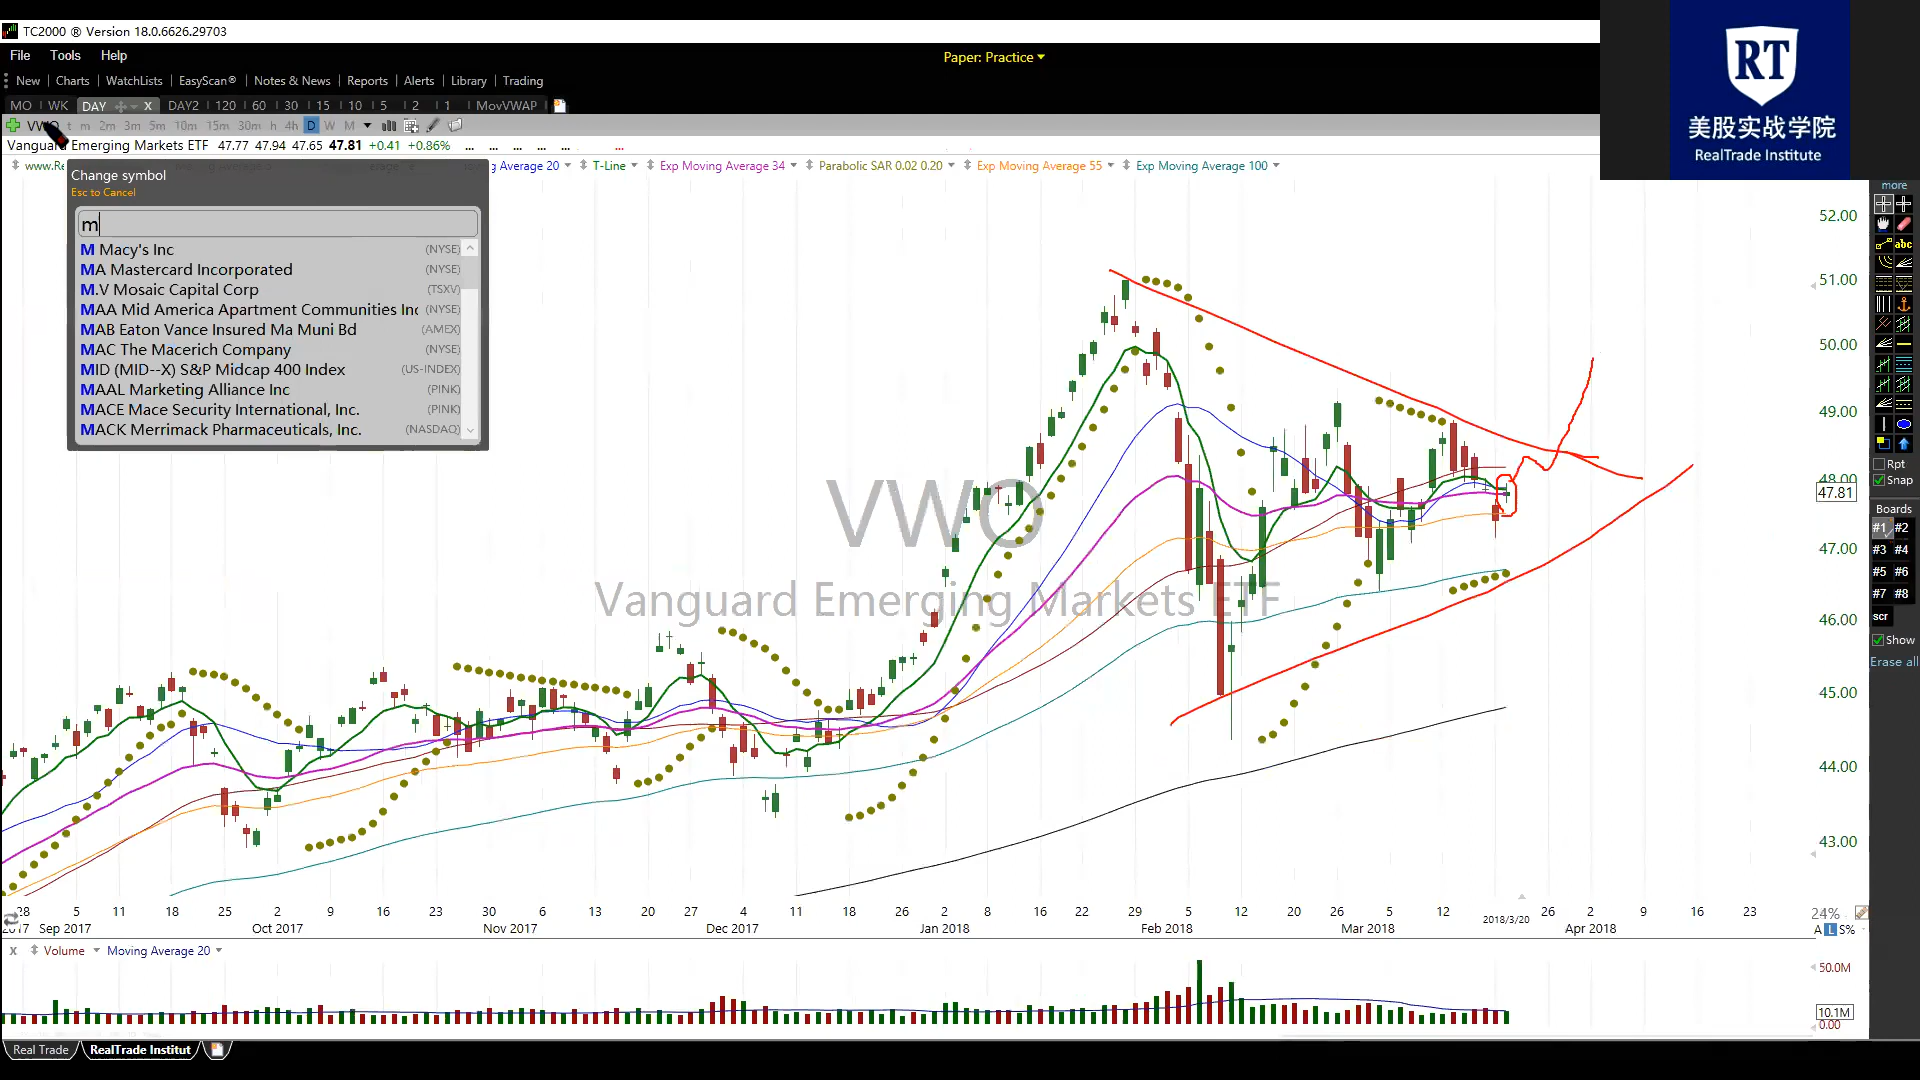 TC2000 ® Version 18.0.6626.29703
File Tools Help
Paper: Practice
RT
美股实战学院
RealTrade Institute
New Charts WatchLists EasyScan® Notes & News Reports Alerts Library Trading
MO WK DAY X DAY2 120 60 30 15 10 5 2 1 MovVWAP
VWO t m 2m 3m 5m 10m 15m 30m h 4h D W M
Vanguard Emerging Markets ETF 47.77 47.94 47.65 47.81 +0.41 +0.86% ... ... ... ... ... ...
Average 20 T-Line Exp Moving Average 34 Parabolic SAR 0.02 0.20 Exp Moving Average 55 Exp Moving Average 100
Change symbol
Esc to Cancel
m
M Macy's Inc (NYSE)
MA Mastercard Incorporated (NYSE)
M.V Mosaic Capital Corp (TSXV)
MAA Mid America Apartment Communities Inc (NYSE)
MAB Eaton Vance Insured Ma Muni Bd (AMEX)
MAC The Macerich Company (NYSE)
MID (MID--X) S&P Midcap 400 Index (US-INDEX)
MAAL Marketing Alliance Inc (PINK)
MACE Mace Security International, Inc. (PINK)
MACK Merrimack Pharmaceuticals, Inc. (NASDAQ)
VWO
Vanguard Emerging Markets ETF
52.00
51.00
50.00
49.00
48.00
47.81
47.00
46.00
45.00
44.00
43.00
more
abc
Rpt
Snap
Boards
#1 #2
#3 #4
#5 #6
#7 #8
scr
Show
Erase all
28 5 11 18 25 2 9 16 23 30 6 13 20 27 4 11 18 26 2 8 16 22 29 5 12 20 26 5 12 2018/3/20 26 2 9 16 23
Sep 2017 Oct 2017 Nov 2017 Dec 2017 Jan 2018 Feb 2018 Mar 2018 Apr 2018
24%
A L S%
X Volume Moving Average 20
50.0M
10.1M
0.00
Real Trade RealTrade Institut